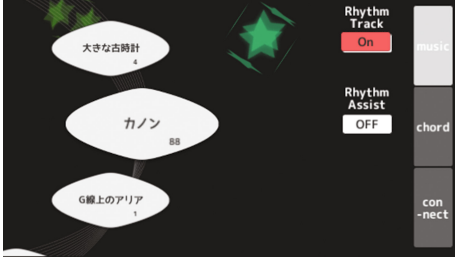 大きな古時計
4
カノン
88
G線上のアリア
1
Rhythm
Track
On
Rhythm
Assist
OFF
music
chord
con
-nect